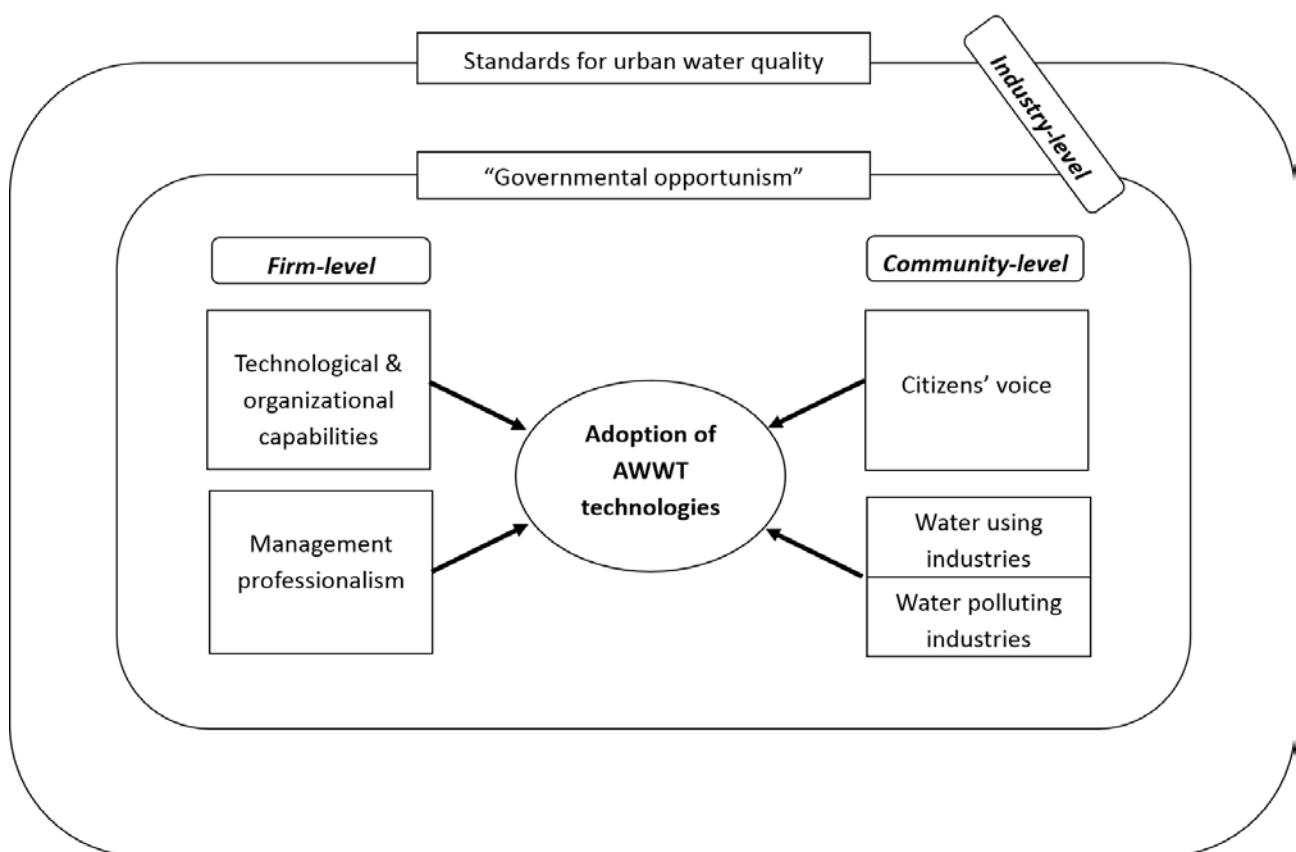 Standards for urban water quality
Industry-level
“Governmental opportunism”
Firm-level
Community-level
Technological &
organizational
capabilities
Citizens’ voice
Adoption of
AWWT
technologies
Management
professionalism
Water using
industries
Water polluting
industries